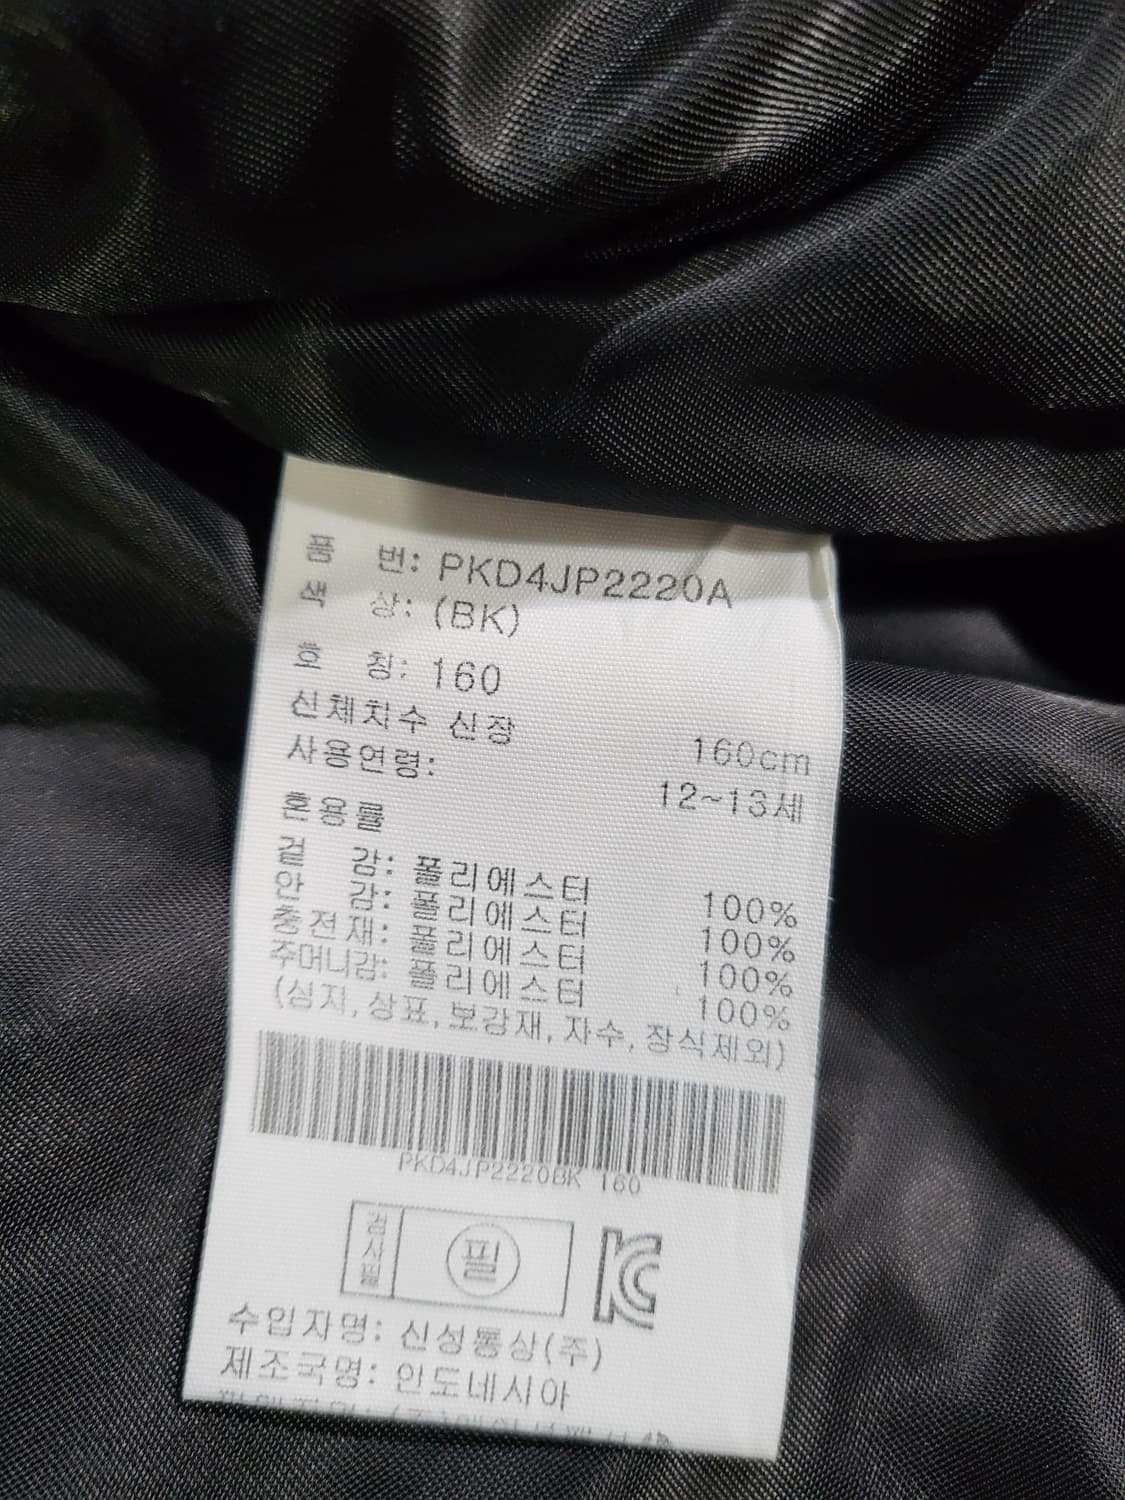 품 번: PKD4JP2220A
색 상: (BK)
호 칭: 160
신체치수 신장 160cm
사용연령: 12~13세
혼용률
겉 감: 폴리에스터 100%
안 감: 폴리에스터 100%
충전재: 폴리에스터 100%
주머니감: 폴리에스터 100%
(심지,상표,보강재,자수,장식제외)
PKD4JP2220BK 160
검사필 필 KC
수입자명: 신성통상(주)
제조국명: 인도네시아